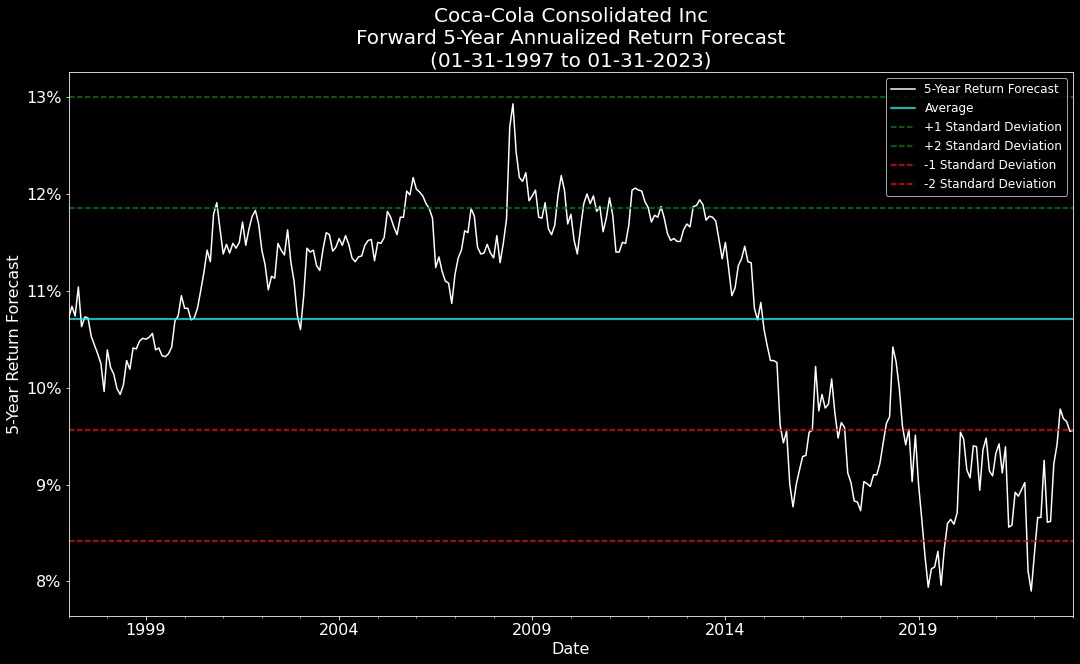 Coca-Cola Consolidated Inc
Forward 5-Year Annualized Return Forecast
(01-31-1997 to 01-31-2023)
5-Year Return Forecast
Average
+1 Standard Deviation
+2 Standard Deviation
-1 Standard Deviation
-2 Standard Deviation
5-Year Return Forecast
13%
12%
11%
10%
9%
8%
1999 2004 2009 2014 2019
Date